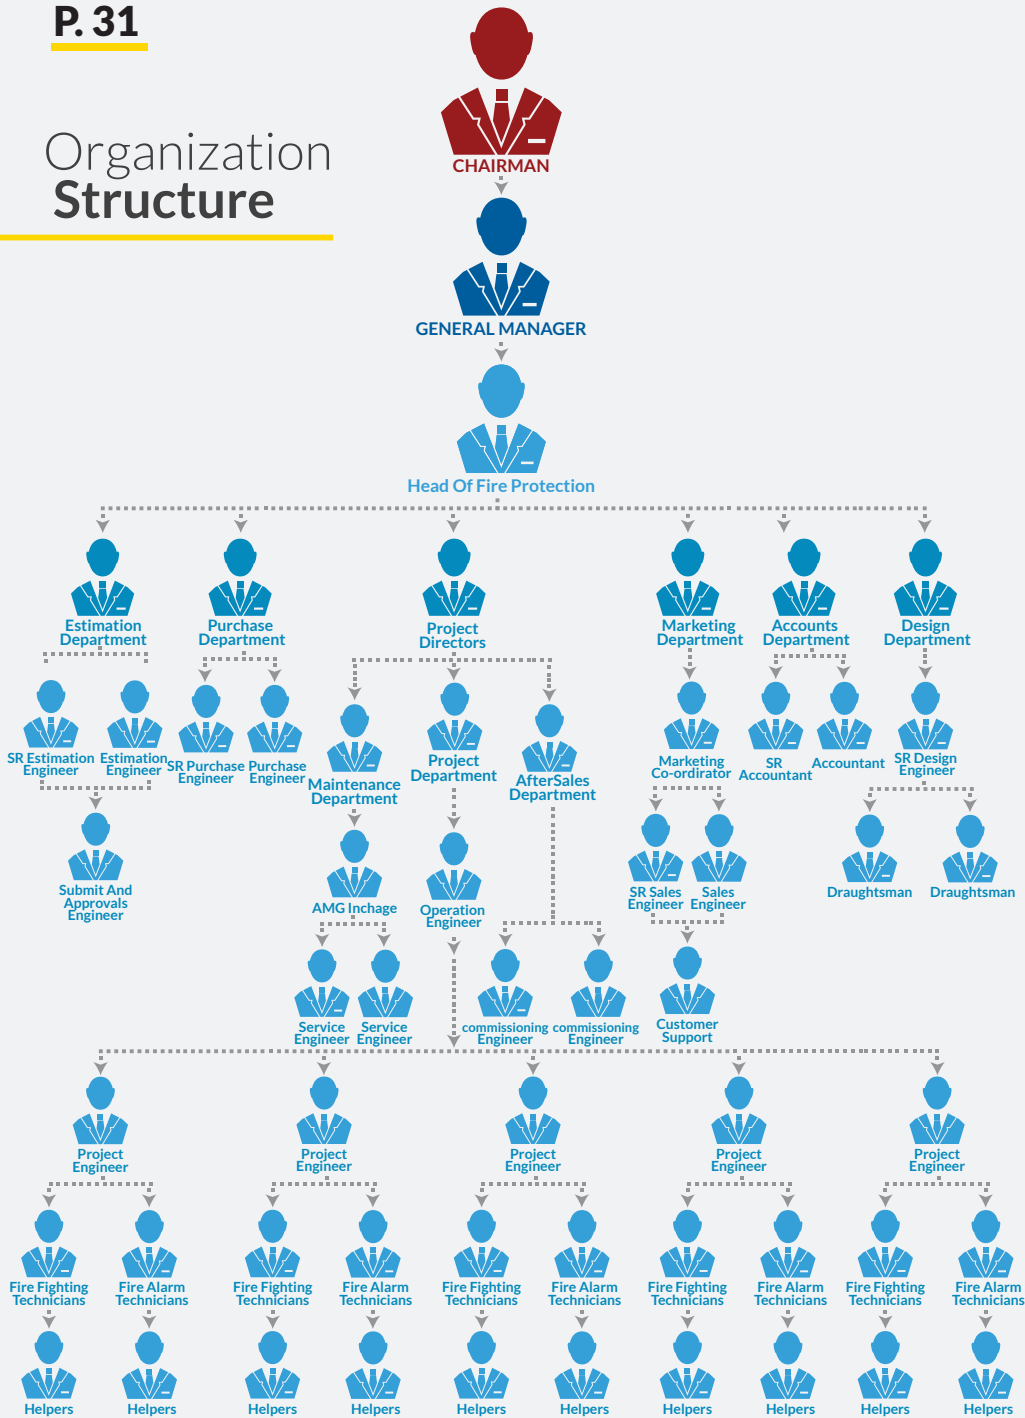 P. 31
Organization
Structure
CHAIRMAN
GENERAL MANAGER
Head Of Fire Protection
Estimation
Department
Purchase
Department
Project
Directors
Marketing
Department
Accounts
Department
Design
Department
SR Estimation
Engineer
Estimation
Engineer
SR Purchase
Engineer
Purchase
Engineer
Maintenance
Department
Project
Department
AfterSales
Department
Marketing
Co-ordirator
SR
Accountant
Accountant
SR Design
Engineer
Submit And
Approvals
Engineer
AMG Inchage
Operation
Engineer
SR Sales
Engineer
Sales
Engineer
Draughtsman
Draughtsman
Service
Engineer
Service
Engineer
commissioning
Engineer
commissioning
Engineer
Customer
Support
Project
Engineer
Project
Engineer
Project
Engineer
Project
Engineer
Project
Engineer
Fire Fighting
Technicians
Fire Alarm
Technicians
Fire Fighting
Technicians
Fire Alarm
Technicians
Fire Fighting
Technicians
Fire Alarm
Technicians
Fire Fighting
Technicians
Fire Alarm
Technicians
Fire Fighting
Technicians
Fire Alarm
Technicians
Helpers
Helpers
Helpers
Helpers
Helpers
Helpers
Helpers
Helpers
Helpers
Helpers